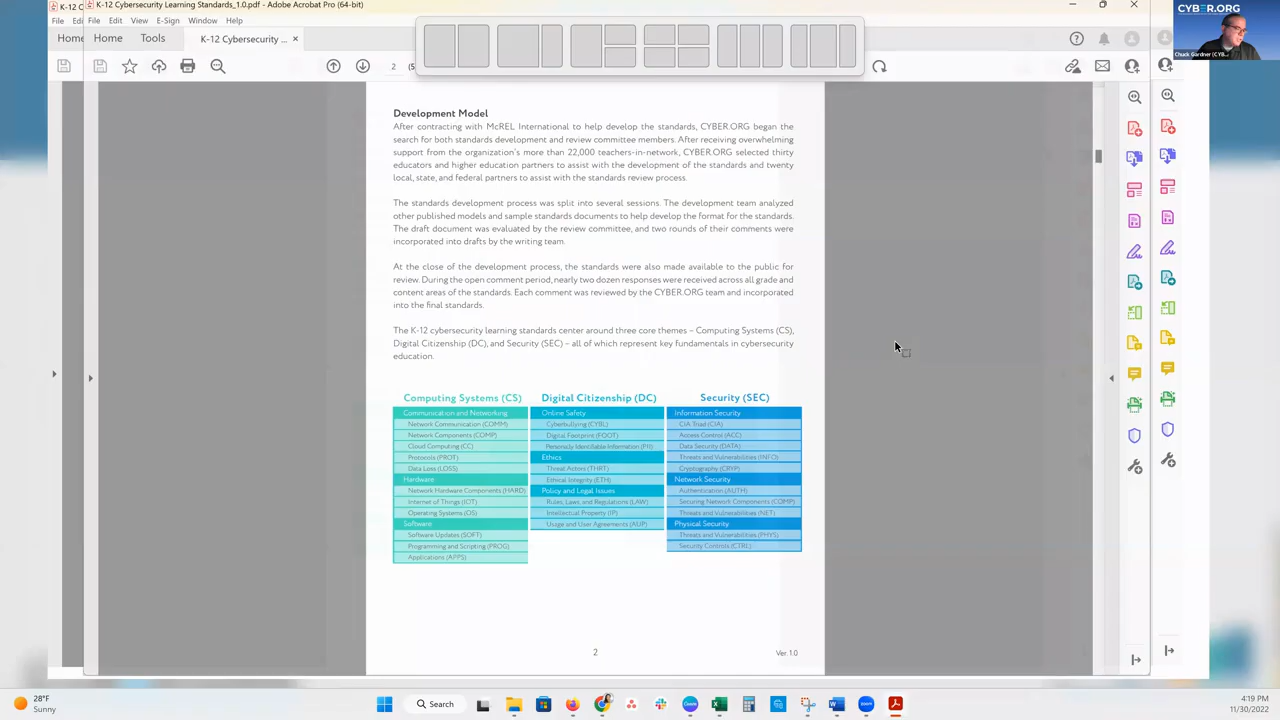 K-12 C
K-12 Cybersecurity Learning Standards_1.0.pdf - Adobe Acrobat Pro (64-bit)
CYBER.ORG
File Ed
File Edit View E-Sign Window Help
Hom
Home Tools K-12 Cybersecurity ...
Chuck Gardner (CYB...
2 (5
Development Model
After contracting with McREL International to help develop the standards, CYBER.ORG began the
search for both standards development and review committee members. After receiving overwhelming
support from the organization's more than 22,000 teachers-in-network, CYBER.ORG selected thirty
educators and higher education partners to assist with the development of the standards and twenty
local, state, and federal partners to assist with the standards review process.
The standards development process was split into several sessions. The development team analyzed
other published models and sample standards documents to help develop the format for the standards.
The draft document was evaluated by the review committee, and two rounds of their comments were
incorporated into drafts by the writing team.
At the close of the development process, the standards were also made available to the public for
review. During the open comment period, nearly two dozen responses were received across all grade and
content areas of the standards. Each comment was reviewed by the CYBER.ORG team and incorporated
into the final standards.
The K-12 cybersecurity learning standards center around three core themes – Computing Systems (CS),
Digital Citizenship (DC), and Security (SEC) – all of which represent key fundamentals in cybersecurity
education.
Computing Systems (CS)
Communication and Networking
Network Communication (COMM)
Network Components (COMP)
Cloud Computing (CC)
Protocols (PROT)
Data Loss (LOSS)
Hardware
Network Hardware Components (HARD)
Internet of Things (IOT)
Operating Systems (OS)
Software
Software Updates (SOFT)
Programming and Scripting (PROG)
Applications (APPS)
Digital Citizenship (DC)
Online Safety
Cyberbullying (CYBL)
Digital Footprint (FOOT)
Personally Identifiable Information (PII)
Ethics
Threat Actors (THRT)
Ethical Integrity (ETH)
Policy and Legal Issues
Rules, Laws, and Regulations (LAW)
Intellectual Property (IP)
Usage and User Agreements (AUP)
Security (SEC)
Information Security
CIA Triad (CIA)
Access Control (ACC)
Data Security (DATA)
Threats and Vulnerabilities (INFO)
Cryptography (CRYP)
Network Security
Authentication (AUTH)
Securing Network Components (COMP)
Threats and Vulnerabilities (NET)
Physical Security
Threats and Vulnerabilities (PHYS)
Security Controls (CTRL)
2
Ver. 1.0
28°F
Sunny
Search
4:19 PM
11/30/2022